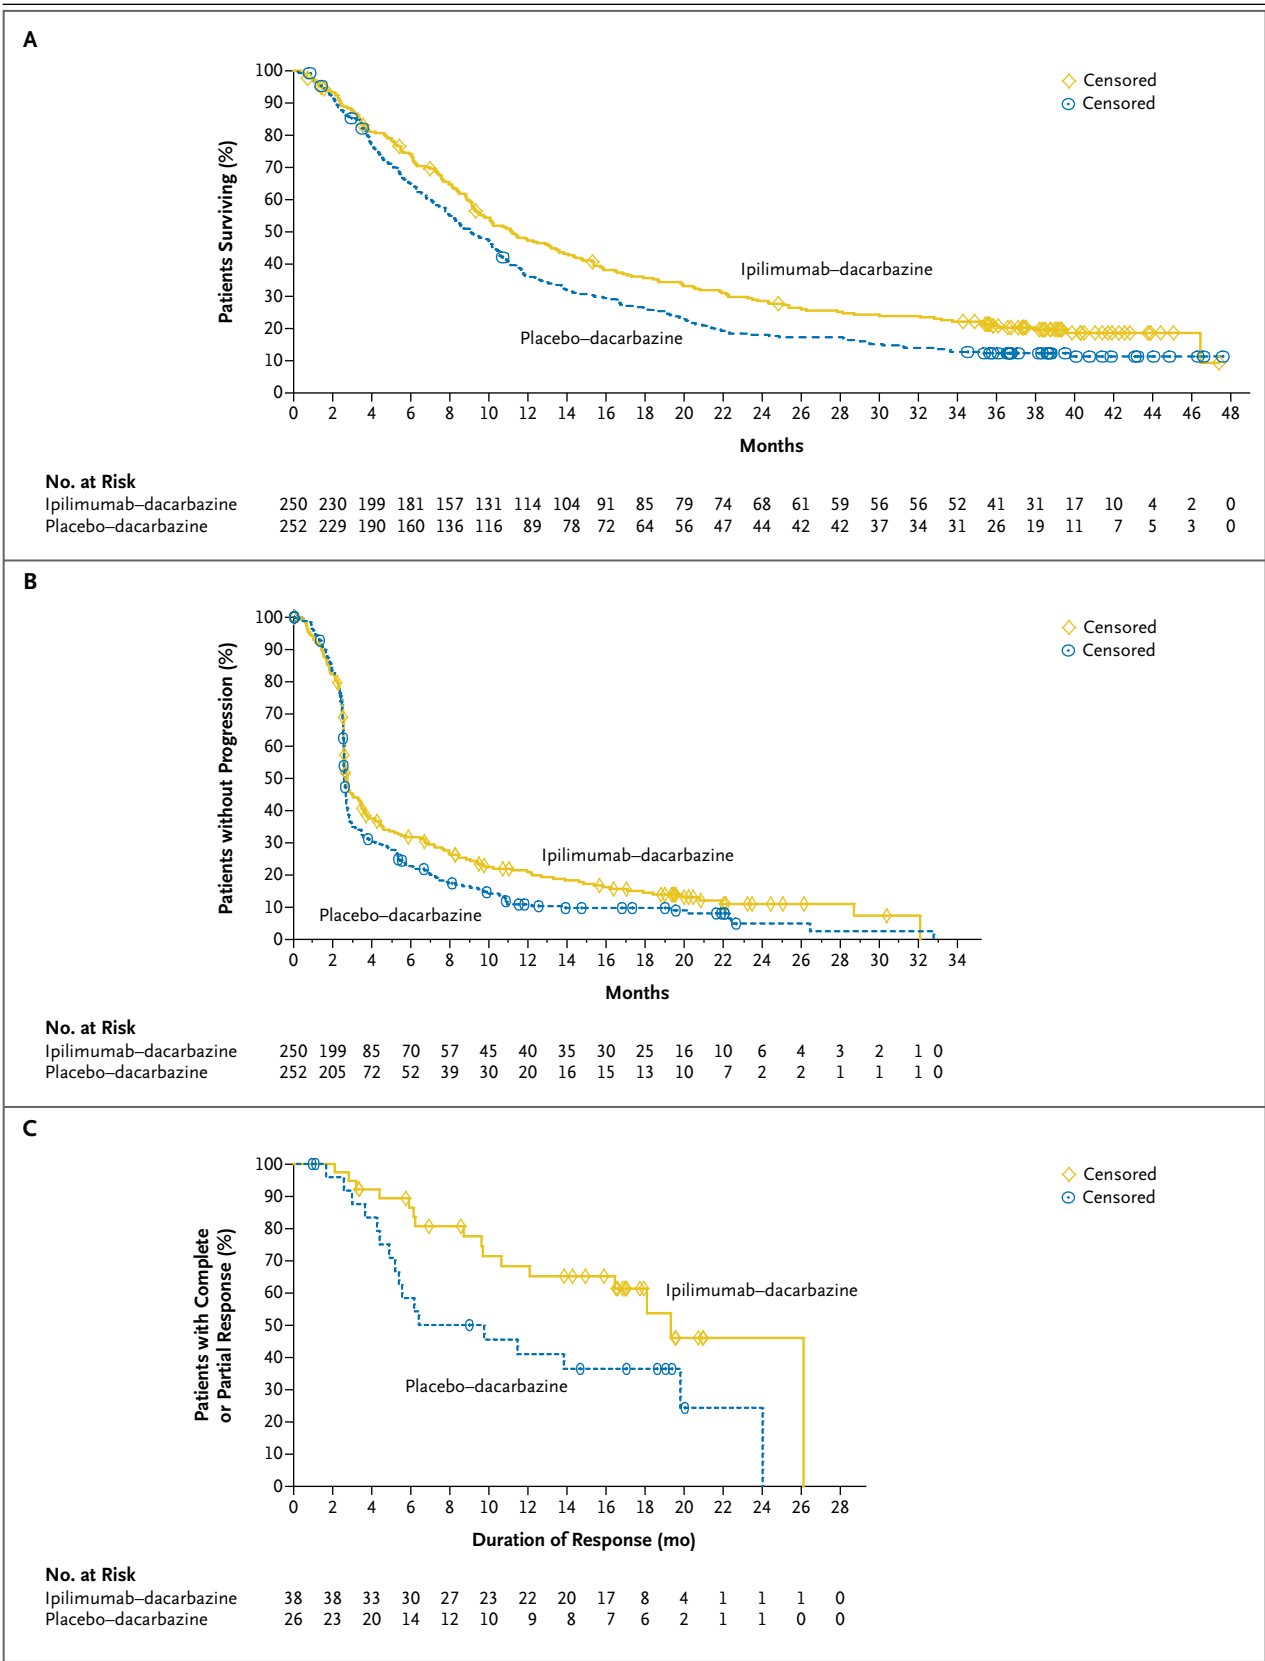 A
100
90
80
70
60
50
40
30
20
10
0
Patients Surviving (%)
Censored
Censored
Ipilimumab–dacarbazine
Placebo–dacarbazine
0 2 4 6 8 10 12 14 16 18 20 22 24 26 28 30 32 34 36 38 40 42 44 46 48
Months
No. at Risk
Ipilimumab–dacarbazine 250 230 199 181 157 131 114 104 91 85 79 74 68 61 59 56 56 52 41 31 17 10 4 2 0
Placebo–dacarbazine 252 229 190 160 136 116 89 78 72 64 56 47 44 42 42 37 34 31 26 19 11 7 5 3 0
B
100
90
80
70
60
50
40
30
20
10
0
Patients without Progression (%)
Censored
Censored
Ipilimumab–dacarbazine
Placebo–dacarbazine
0 2 4 6 8 10 12 14 16 18 20 22 24 26 28 30 32 34
Months
No. at Risk
Ipilimumab–dacarbazine 250 199 85 70 57 45 40 35 30 25 16 10 6 4 3 2 1 0
Placebo–dacarbazine 252 205 72 52 39 30 20 16 15 13 10 7 2 2 1 1 1 0
C
100
90
80
70
60
50
40
30
20
10
0
Patients with Complete
or Partial Response (%)
Censored
Censored
Ipilimumab–dacarbazine
Placebo–dacarbazine
0 2 4 6 8 10 12 14 16 18 20 22 24 26 28
Duration of Response (mo)
No. at Risk
Ipilimumab–dacarbazine 38 38 33 30 27 23 22 20 17 8 4 1 1 1 0
Placebo–dacarbazine 26 23 20 14 12 10 9 8 7 6 2 1 1 0 0